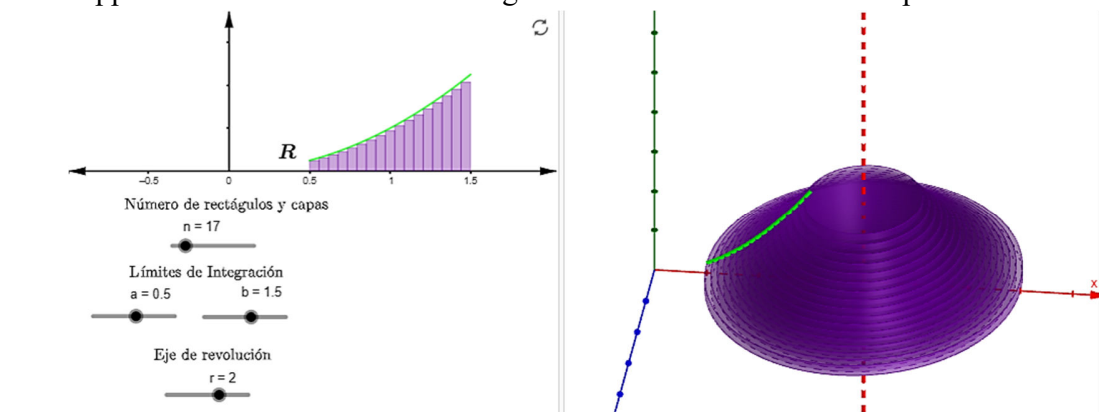 R
−0.5 0 0.5 1 1.5
Número de rectágulos y capas
n = 17
Límites de Integración
a = 0.5 b = 1.5
Eje de revolución
r = 2
x